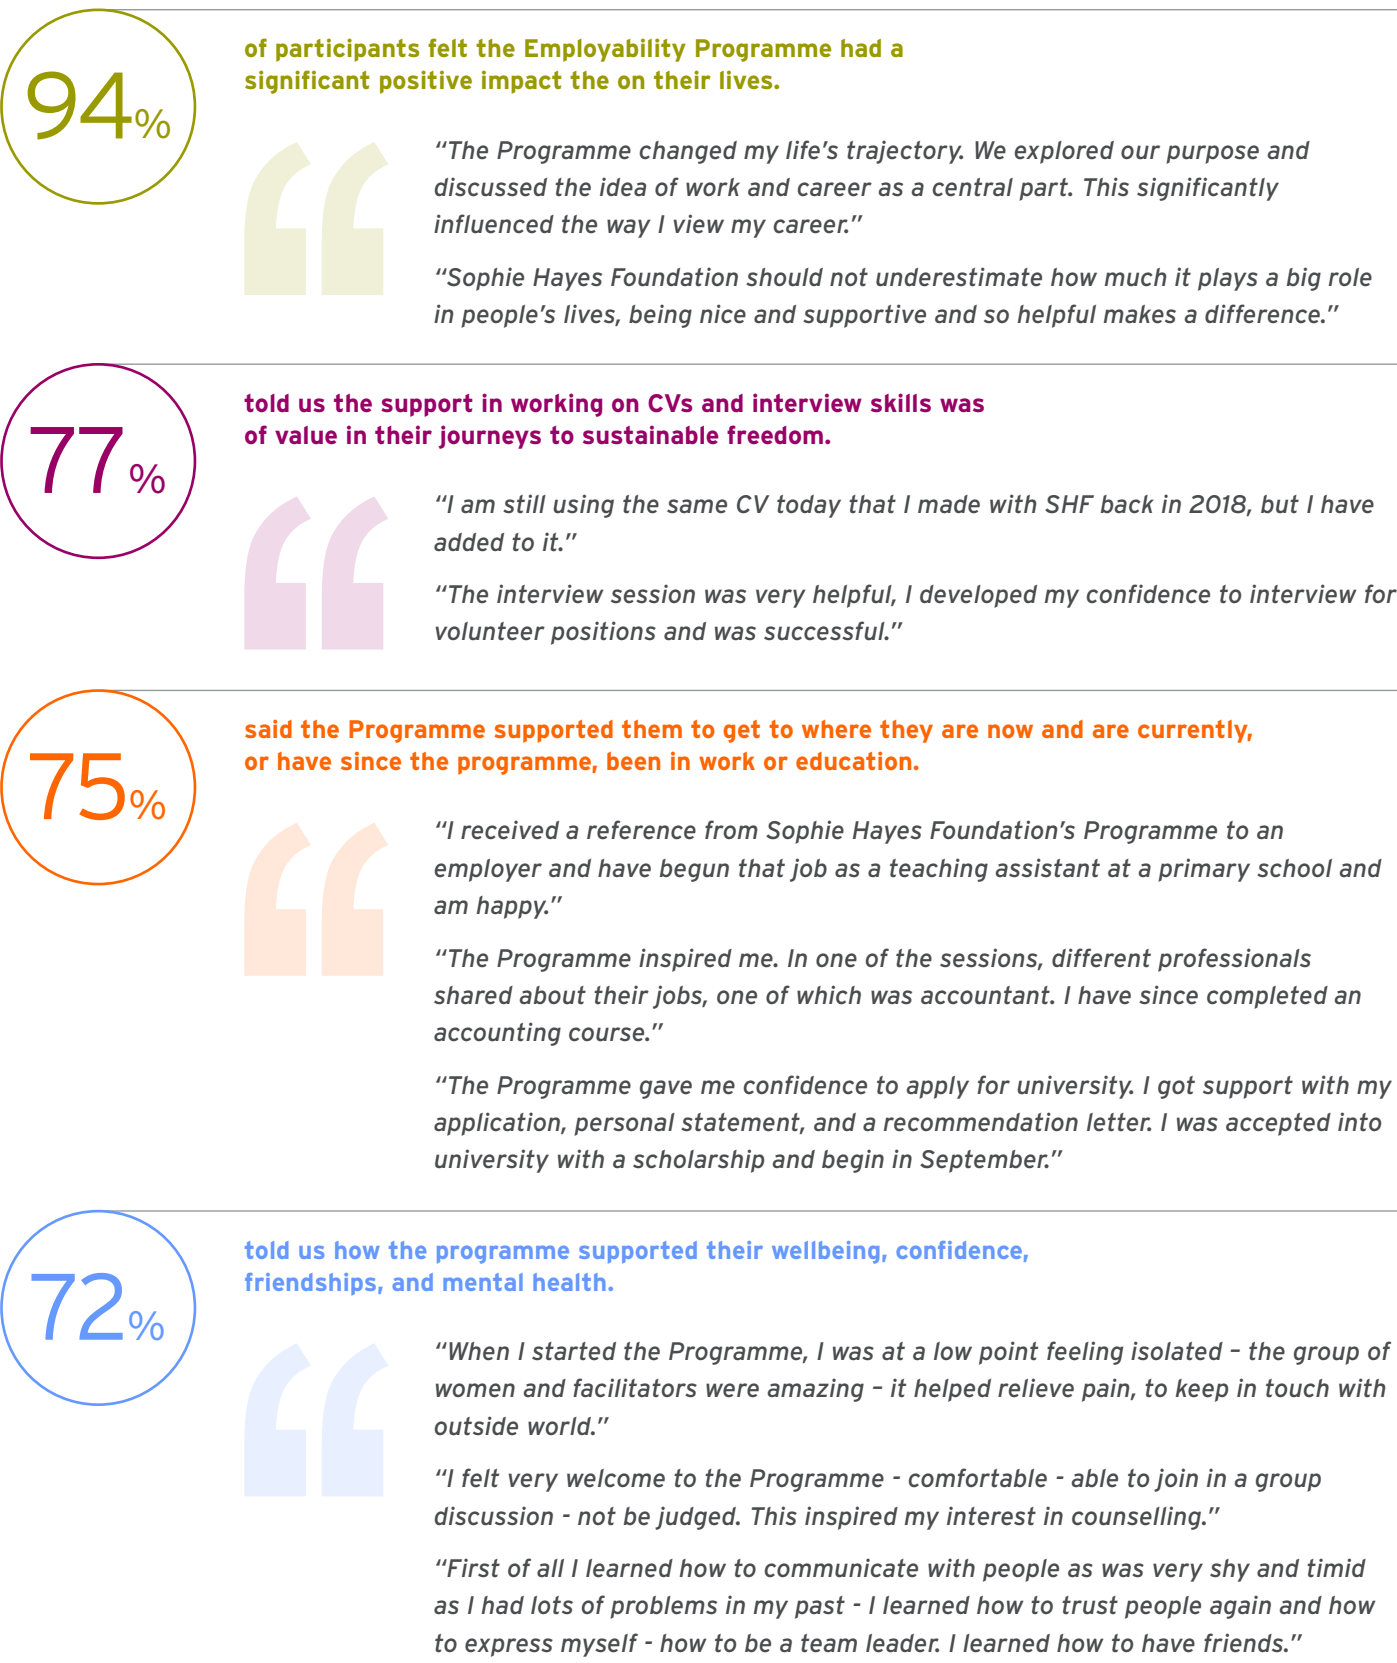 94%
of participants felt the Employability Programme had a
significant positive impact the on their lives.
“The Programme changed my life’s trajectory. We explored our purpose and
discussed the idea of work and career as a central part. This significantly
influenced the way I view my career.”
“Sophie Hayes Foundation should not underestimate how much it plays a big role
in people’s lives, being nice and supportive and so helpful makes a difference.”
77%
told us the support in working on CVs and interview skills was
of value in their journeys to sustainable freedom.
“I am still using the same CV today that I made with SHF back in 2018, but I have
added to it.”
“The interview session was very helpful, I developed my confidence to interview for
volunteer positions and was successful.”
75%
said the Programme supported them to get to where they are now and are currently,
or have since the programme, been in work or education.
“I received a reference from Sophie Hayes Foundation’s Programme to an
employer and have begun that job as a teaching assistant at a primary school and
am happy.”
“The Programme inspired me. In one of the sessions, different professionals
shared about their jobs, one of which was accountant. I have since completed an
accounting course.”
“The Programme gave me confidence to apply for university. I got support with my
application, personal statement, and a recommendation letter. I was accepted into
university with a scholarship and begin in September.”
72%
told us how the programme supported their wellbeing, confidence,
friendships, and mental health.
“When I started the Programme, I was at a low point feeling isolated – the group of
women and facilitators were amazing – it helped relieve pain, to keep in touch with
outside world.”
“I felt very welcome to the Programme - comfortable - able to join in a group
discussion - not be judged. This inspired my interest in counselling.”
“First of all I learned how to communicate with people as was very shy and timid
as I had lots of problems in my past - I learned how to trust people again and how
to express myself - how to be a team leader. I learned how to have friends.”